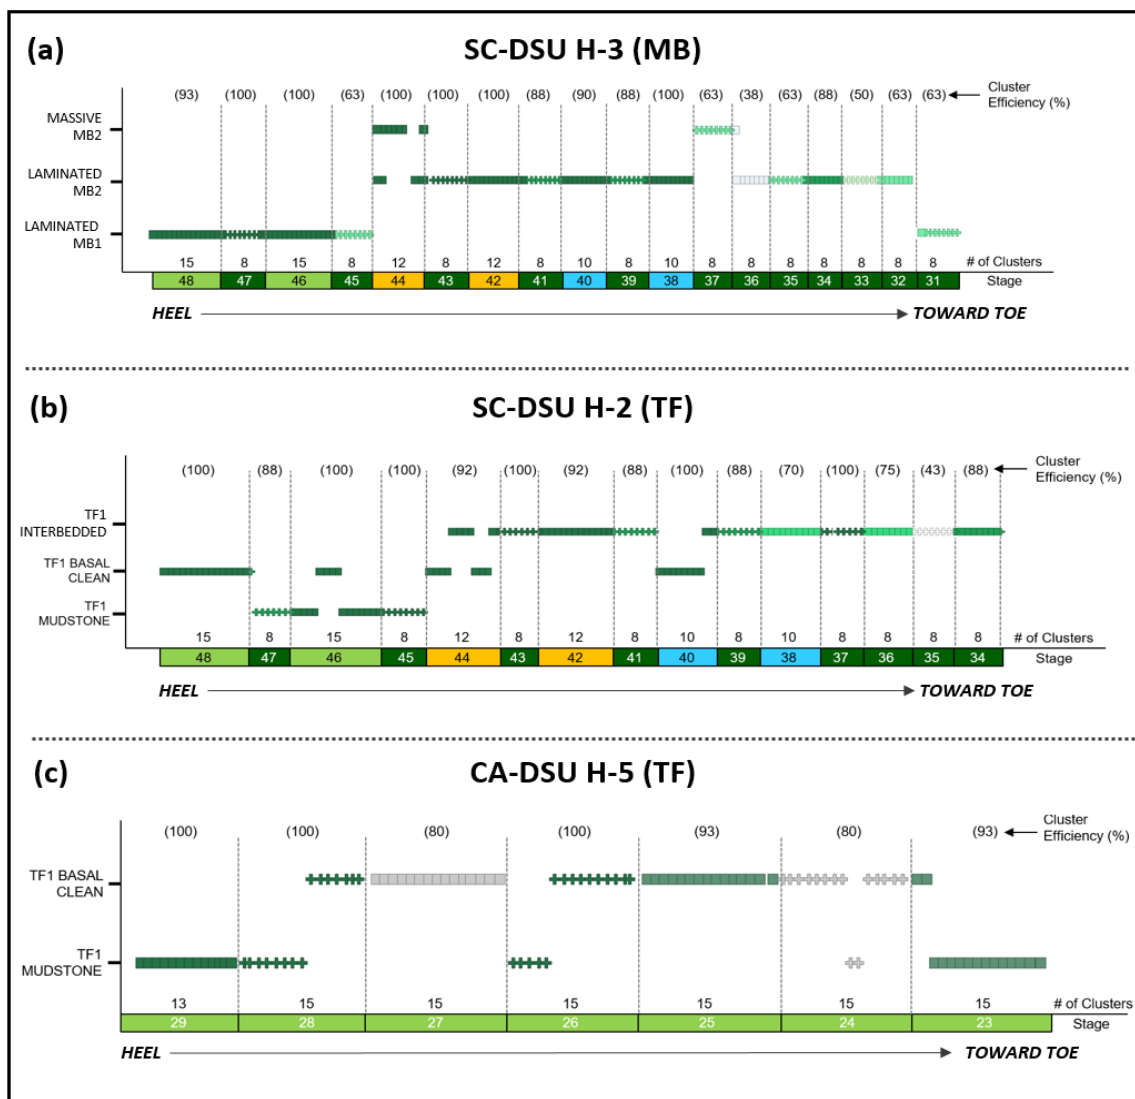 (a)
SC-DSU H-3 (MB)
(93) (100) (100) (63) (100) (100) (100) (88) (90) (88) (100) (63) (38) (63) (88) (50) (63) (63)
Cluster
Efficiency (%)
MASSIVE
MB2
LAMINATED
MB2
LAMINATED
MB1
15 8 15 8 12 8 12 8 10 8 10 8 8 8 8 8 8 8 # of Clusters
48 47 46 45 44 43 42 41 40 39 38 37 36 35 34 33 32 31 Stage
HEEL TOWARD TOE
(b)
SC-DSU H-2 (TF)
(100) (88) (100) (100) (92) (100) (92) (88) (100) (88) (70) (100) (75) (43) (88)
Cluster
Efficiency (%)
TF1
INTERBEDDED
TF1 BASAL
CLEAN
TF1
MUDSTONE
15 8 15 8 12 8 12 8 10 8 10 8 8 8 8 # of Clusters
48 47 46 45 44 43 42 41 40 39 38 37 36 35 34 Stage
HEEL TOWARD TOE
(c)
CA-DSU H-5 (TF)
(100) (100) (80) (100) (93) (80) (93)
Cluster
Efficiency (%)
TF1 BASAL
CLEAN
TF1
MUDSTONE
13 15 15 15 15 15 15 # of Clusters
29 28 27 26 25 24 23 Stage
HEEL TOWARD TOE